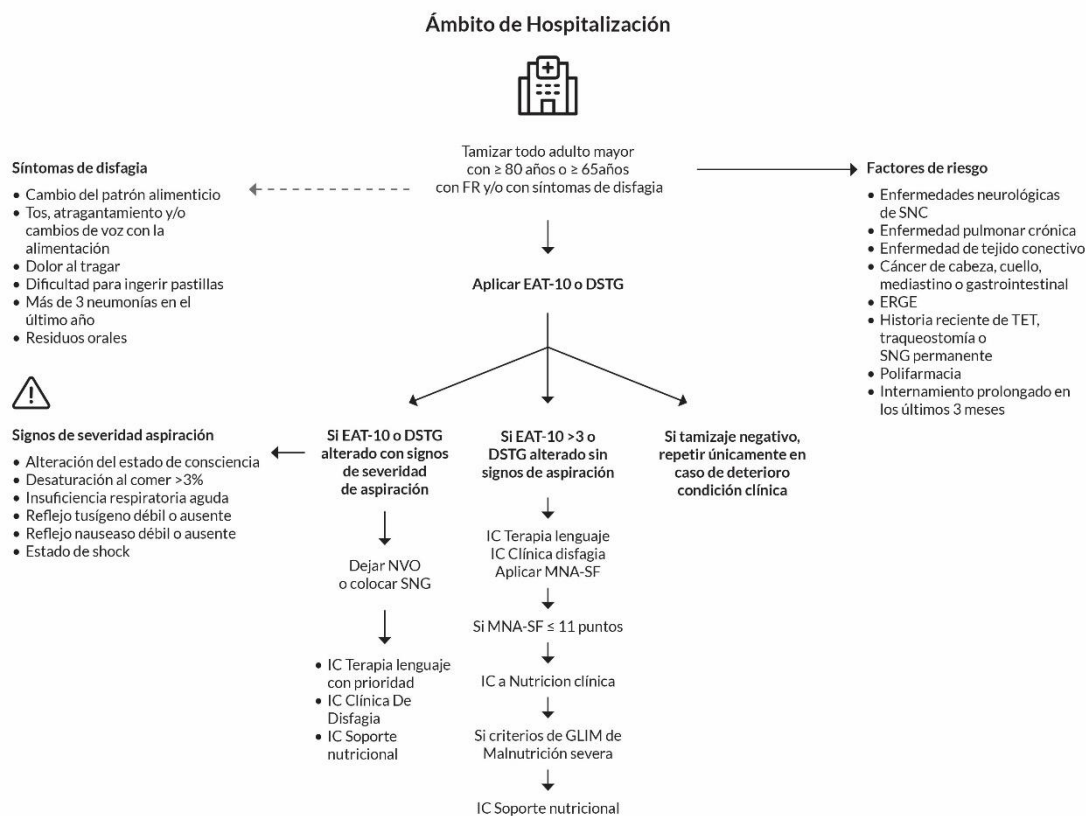 Ámbito de Hospitalización
Tamizar todo adulto mayor
con ≥ 80 años o ≥ 65años
con FR y/o con síntomas de disfagia
Síntomas de disfagia
• Cambio del patrón alimenticio
• Tos, atragantamiento y/o
cambios de voz con la
alimentación
• Dolor al tragar
• Dificultad para ingerir pastillas
• Más de 3 neumonías en el
último año
• Residuos orales
Factores de riesgo
• Enfermedades neurológicas
de SNC
• Enfermedad pulmonar crónica
• Enfermedad de tejido conectivo
• Cáncer de cabeza, cuello,
mediastino o gastrointestinal
• ERGE
• Historia reciente de TET,
traqueostomía o
SNG permanente
• Polifarmacia
• Internamiento prolongado en
los últimos 3 meses
Aplicar EAT-10 o DSTG
Signos de severidad aspiración
• Alteración del estado de consciencia
• Desaturación al comer >3%
• Insuficiencia respiratoria aguda
• Reflejo tusígeno débil o ausente
• Reflejo nauseaso débil o ausente
• Estado de shock
Si EAT-10 o DSTG
alterado con signos
de severidad
de aspiración
Dejar NVO
o colocar SNG
• IC Terapia lenguaje
con prioridad
• IC Clínica De
Disfagia
• IC Soporte
nutricional
Si EAT-10 >3 o
DSTG alterado sin
signos de aspiración
IC Terapia lenguaje
IC Clínica disfagia
Aplicar MNA-SF
Si MNA-SF ≤ 11 puntos
IC a Nutricion clínica
Si criterios de GLIM de
Malnutrición severa
IC Soporte nutricional
Si tamizaje negativo,
repetir únicamente en
caso de deterioro
condición clínica